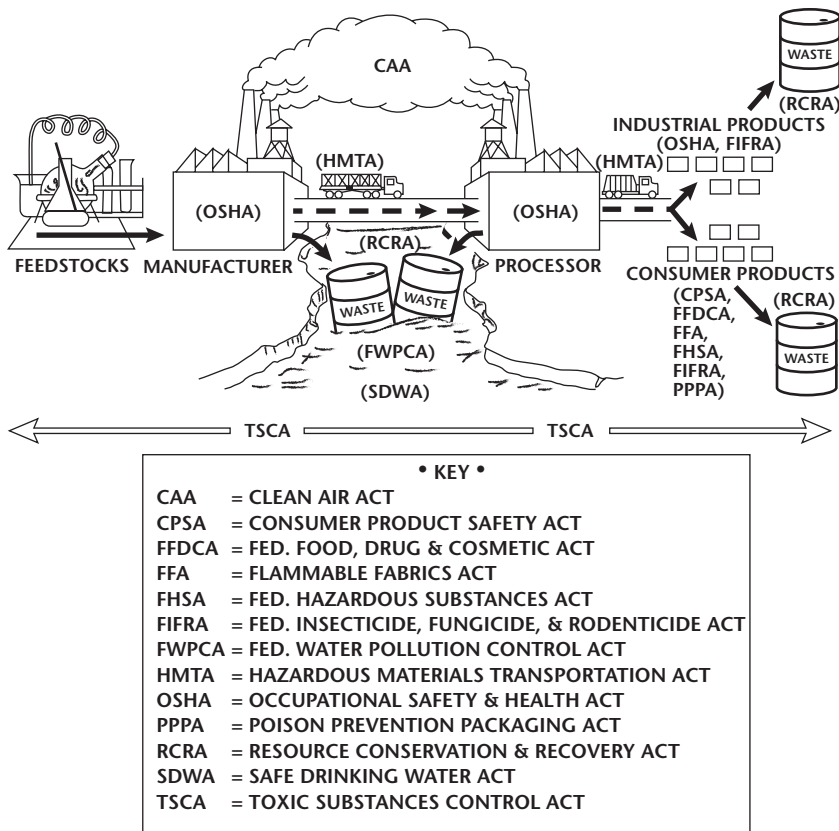 CAA
WASTE
(RCRA)
INDUSTRIAL PRODUCTS
(OSHA, FIFRA)
(HMTA)
(HMTA)
(OSHA)
(OSHA)
FEEDSTOCKS
MANUFACTURER
(RCRA)
PROCESSOR
WASTE
WASTE
CONSUMER PRODUCTS
(CPSA,
FFDCA,
FFA,
FHSA,
FIFRA,
PPPA)
(RCRA)
WASTE
(FWPCA)
(SDWA)
TSCA
TSCA
• KEY •
CAA = CLEAN AIR ACT
CPSA = CONSUMER PRODUCT SAFETY ACT
FFDCA = FED. FOOD, DRUG & COSMETIC ACT
FFA = FLAMMABLE FABRICS ACT
FHSA = FED. HAZARDOUS SUBSTANCES ACT
FIFRA = FED. INSECTICIDE, FUNGICIDE, & RODENTICIDE ACT
FWPCA = FED. WATER POLLUTION CONTROL ACT
HMTA = HAZARDOUS MATERIALS TRANSPORTATION ACT
OSHA = OCCUPATIONAL SAFETY & HEALTH ACT
PPPA = POISON PREVENTION PACKAGING ACT
RCRA = RESOURCE CONSERVATION & RECOVERY ACT
SDWA = SAFE DRINKING WATER ACT
TSCA = TOXIC SUBSTANCES CONTROL ACT